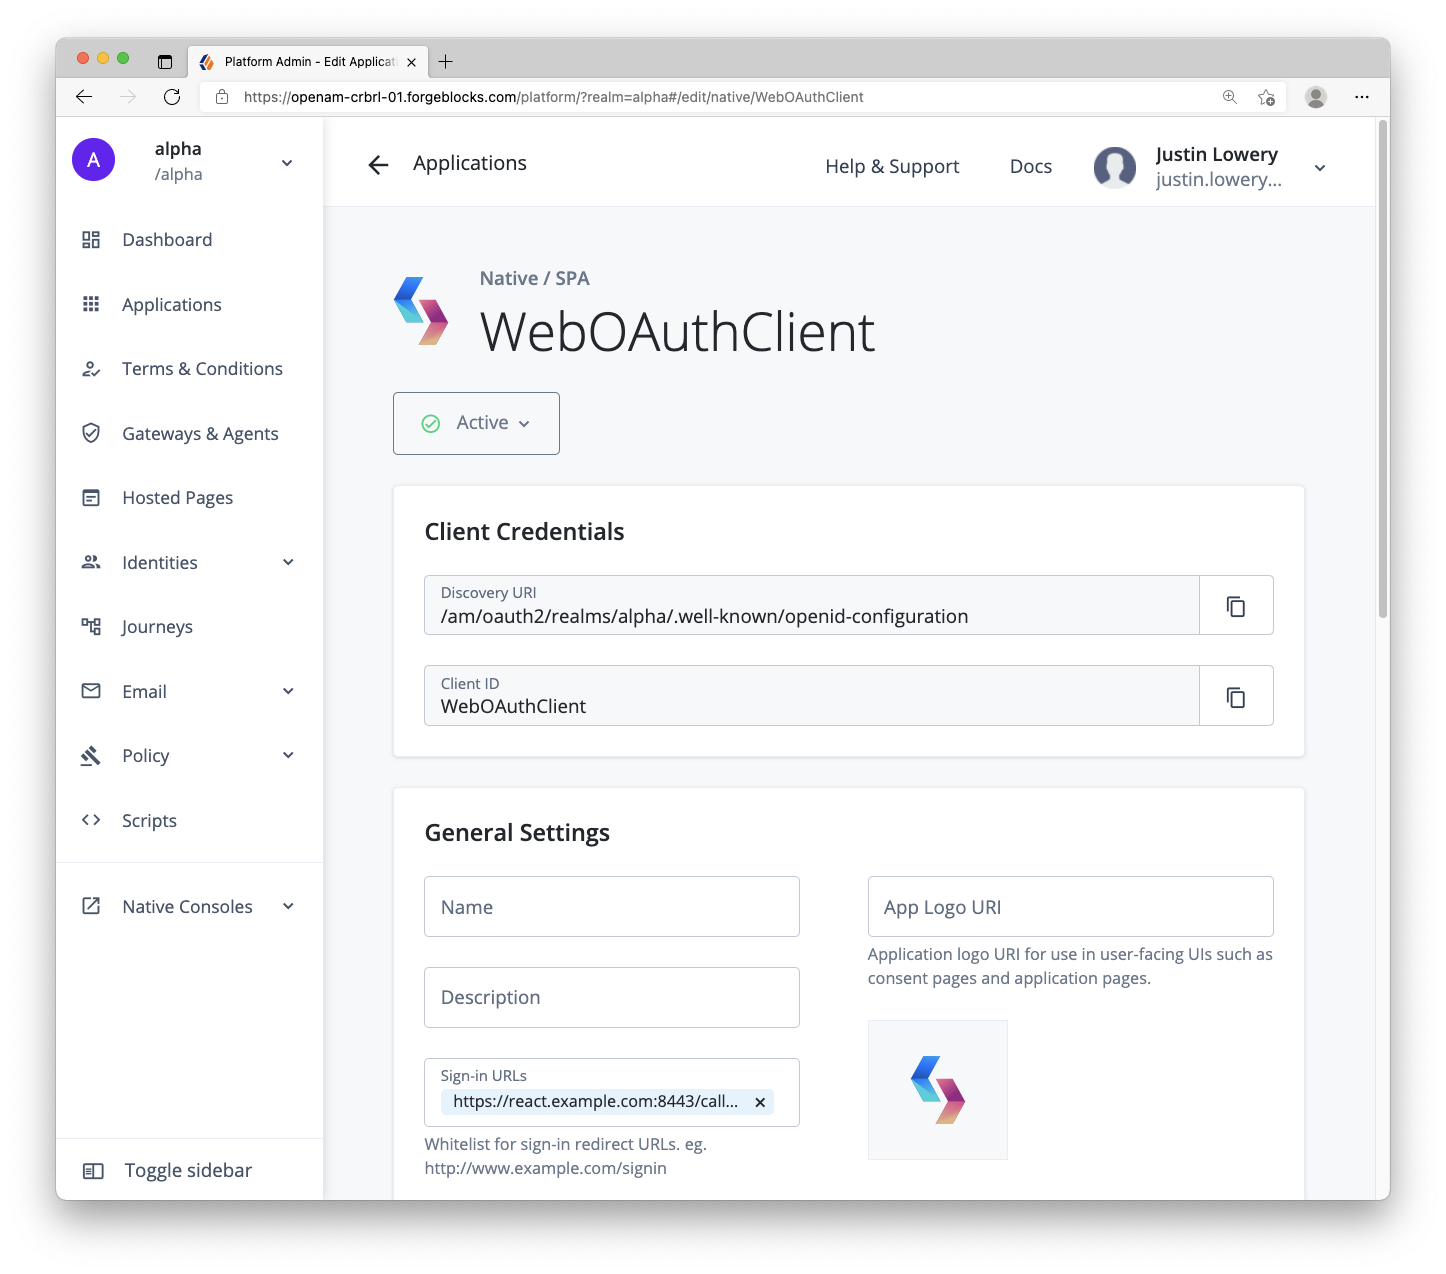 Platform Admin - Edit Applicati
https://openam-crbrl-01.forgeblocks.com/platform/?realm=alpha#/edit/native/WebOAuthClient
A
alpha
/alpha
Dashboard
Applications
Terms & Conditions
Gateways & Agents
Hosted Pages
Identities
Journeys
Email
Policy
Scripts
Native Consoles
Toggle sidebar
Applications
Help & Support
Docs
Justin Lowery
justin.lowery...
Native / SPA
WebOAuthClient
Active
Client Credentials
Discovery URI
/am/oauth2/realms/alpha/.well-known/openid-configuration
Client ID
WebOAuthClient
General Settings
Name
Description
Sign-in URLs
https://react.example.com:8443/call...
Whitelist for sign-in redirect URLs. eg.
http://www.example.com/signin
App Logo URI
Application logo URI for use in user-facing UIs such as
consent pages and application pages.